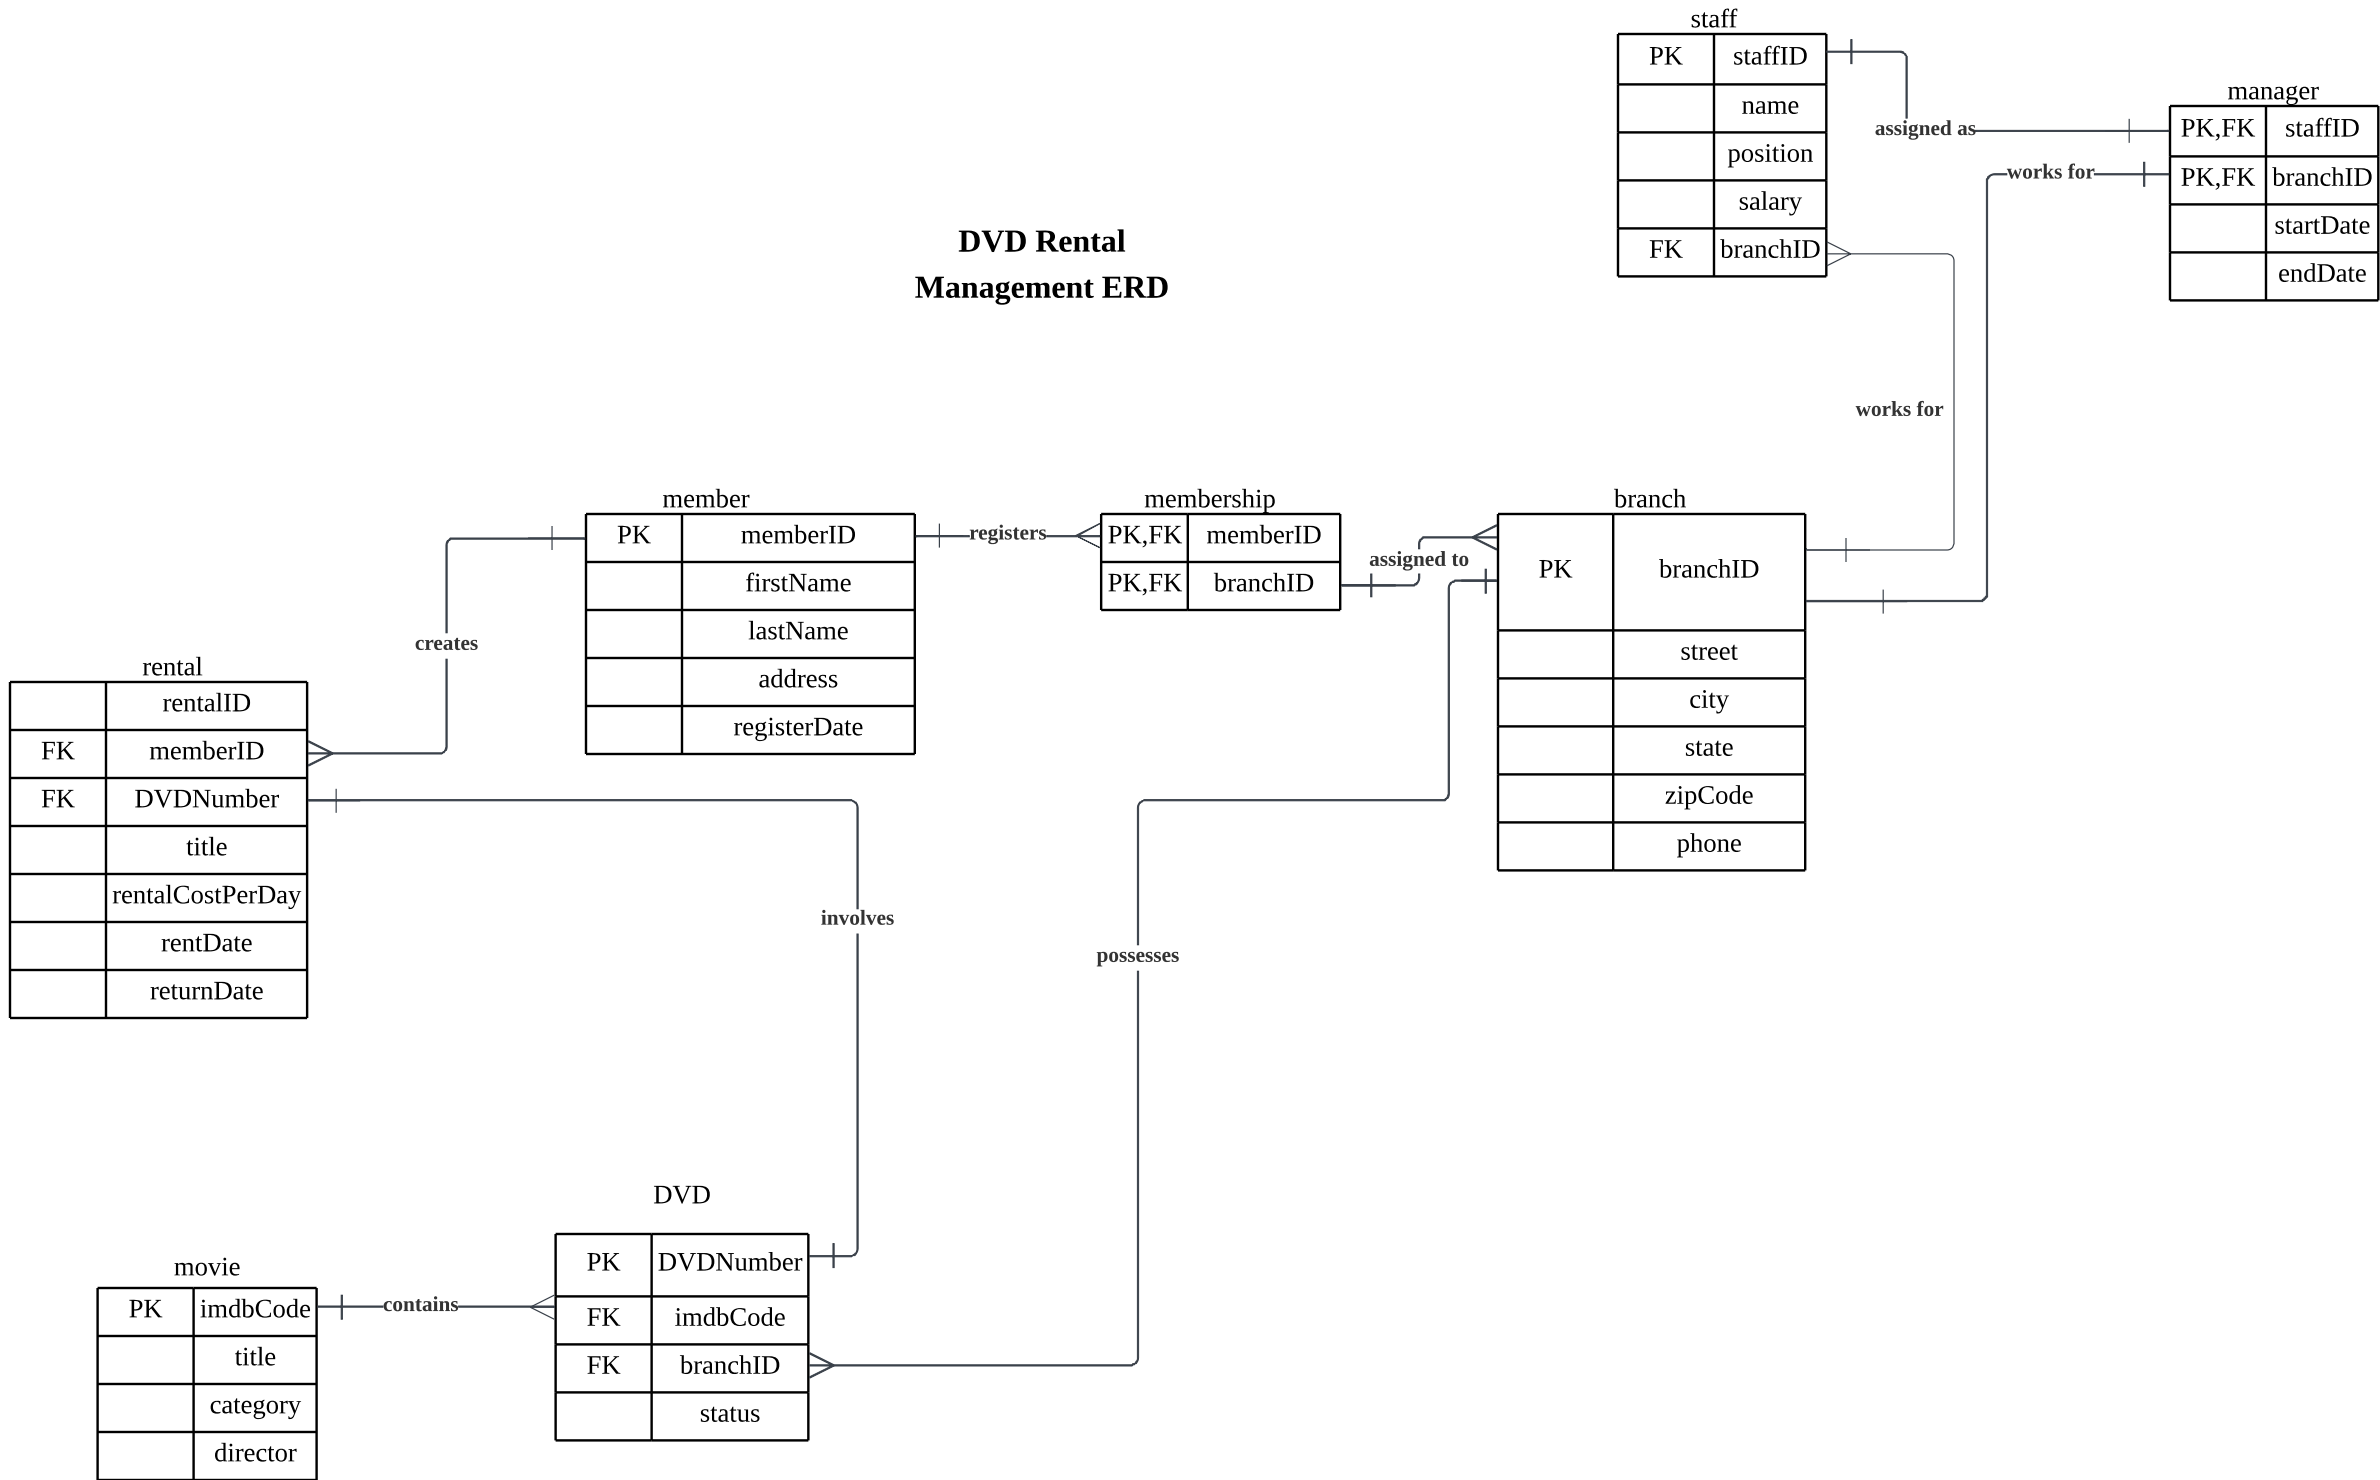 staff
PK staffID
name
position
salary
FK branchID
assigned as
works for
manager
PK,FK staffID
PK,FK branchID
startDate
endDate
DVD Rental
Management ERD
works for
member
PK memberID
firstName
lastName
address
registerDate
registers
membership
PK,FK memberID
PK,FK branchID
assigned to
branch
PK branchID
street
city
state
zipCode
phone
creates
rental
rentalID
FK memberID
FK DVDNumber
title
rentalCostPerDay
rentDate
returnDate
involves
possesses
DVD
PK DVDNumber
FK imdbCode
FK branchID
status
movie
PK imdbCode
title
category
director
contains